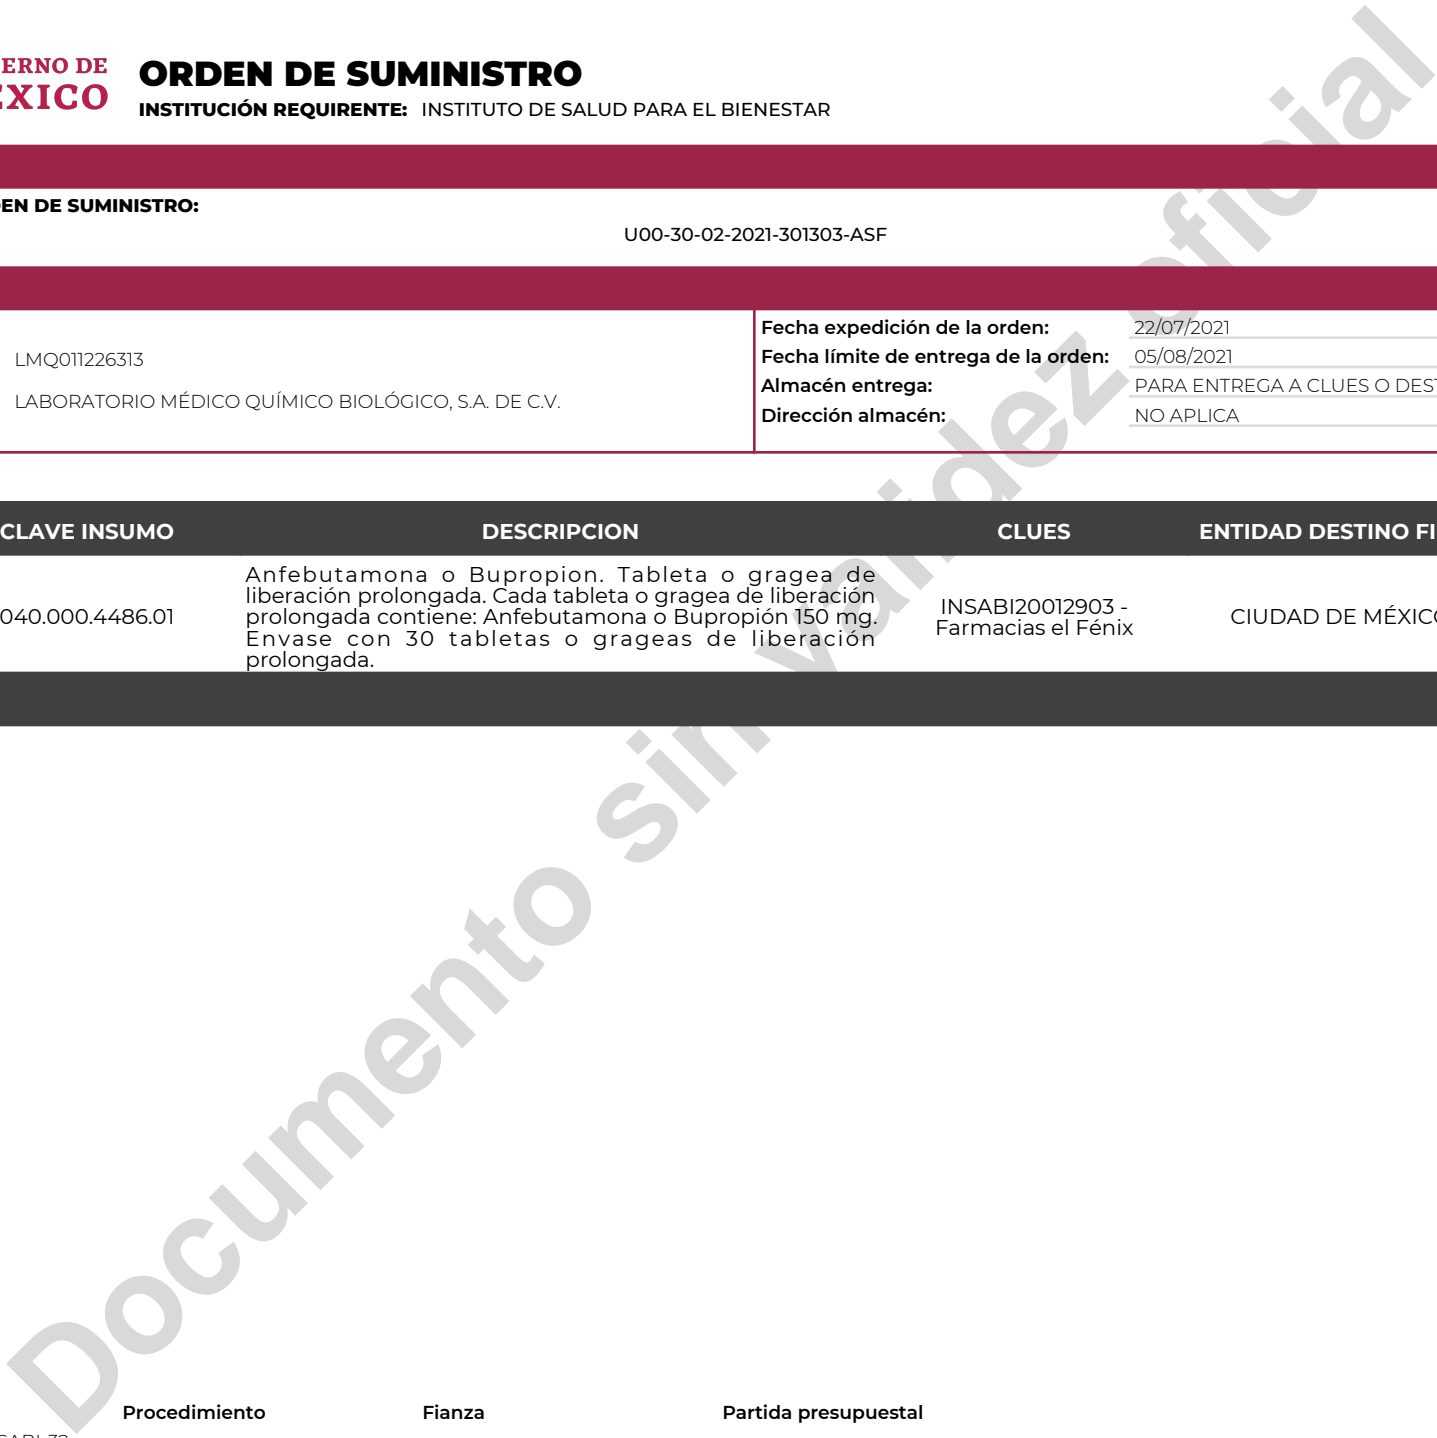 ERNO DE
ÉXICO
ORDEN DE SUMINISTRO
INSTITUCIÓN REQUIRENTE: INSTITUTO DE SALUD PARA EL BIENESTAR
EN DE SUMINISTRO:
U00-30-02-2021-301303-ASF
LMQ011226313
LABORATORIO MÉDICO QUÍMICO BIOLÓGICO, S.A. DE C.V.
Fecha expedición de la orden: 22/07/2021
Fecha límite de entrega de la orden: 05/08/2021
Almacén entrega: PARA ENTREGA A CLUES O DEST
Dirección almacén: NO APLICA
CLAVE INSUMO DESCRIPCION CLUES ENTIDAD DESTINO FI
040.000.4486.01
Anfebutamona o Bupropion. Tableta o gragea de
liberación prolongada. Cada tableta o gragea de liberación
prolongada contiene: Anfebutamona o Bupropión 150 mg.
Envase con 30 tabletas o grageas de liberación
prolongada.
INSABI20012903 -
Farmacias el Fénix
CIUDAD DE MÉXICO
Documento sin validez oficial
Procedimiento Fianza Partida presupuestal